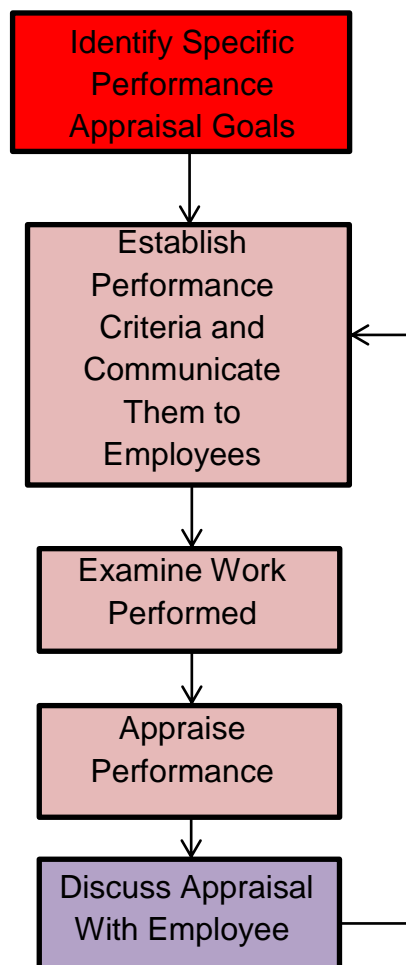 Identify Specific
Performance
Appraisal Goals
Establish
Performance
Criteria and
Communicate
Them to
Employees
Examine Work
Performed
Appraise
Performance
Discuss Appraisal
With Employee